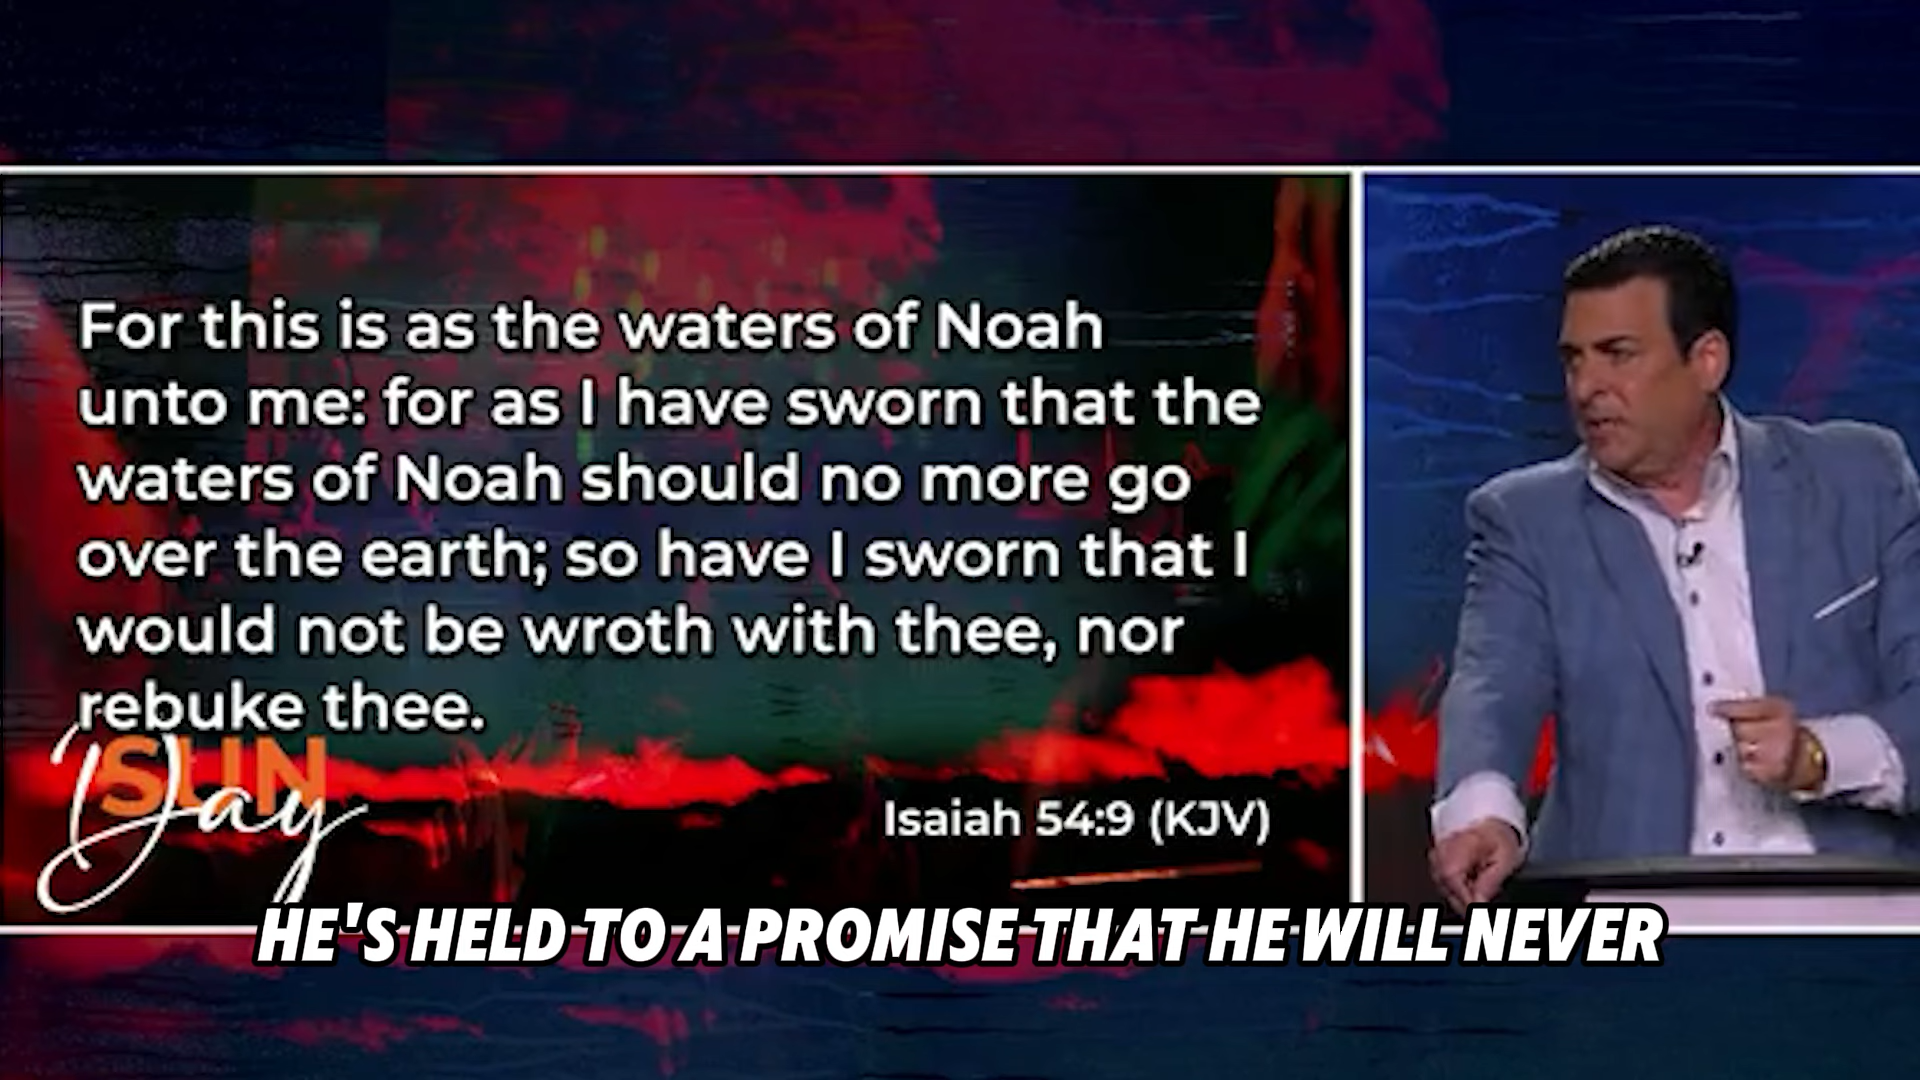 For this is as the waters of Noah
unto me: for as I have sworn that the
waters of Noah should no more go
over the earth; so have I sworn that I
would not be wroth with thee, nor
rebuke thee.
SUN
Day
Isaiah 54:9 (KJV)
HE'S HELD TO A PROMISE THAT HE WILL NEVER